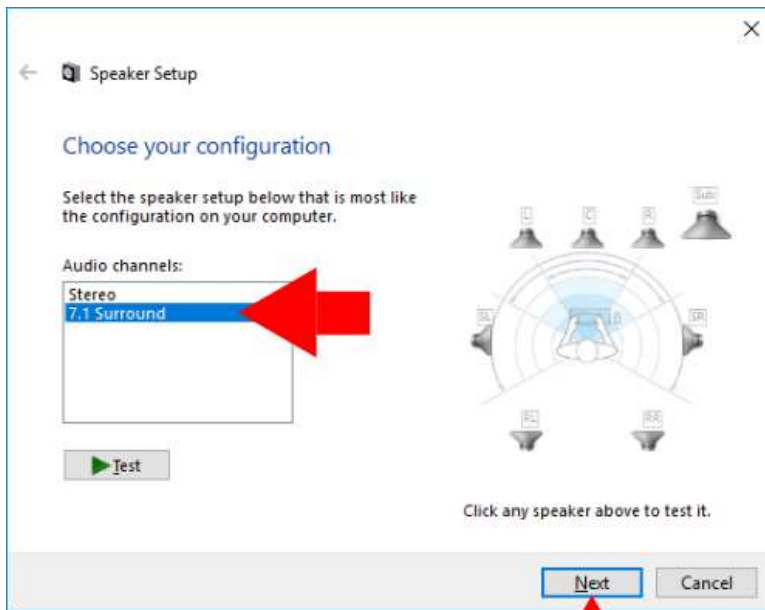 Speaker Setup
Choose your configuration
Select the speaker setup below that is most like
the configuration on your computer.
Audio channels:
Stereo
7.1 Surround
Test
L
C
R
Sub
SL
SR
RL
RR
Click any speaker above to test it.
Next
Cancel